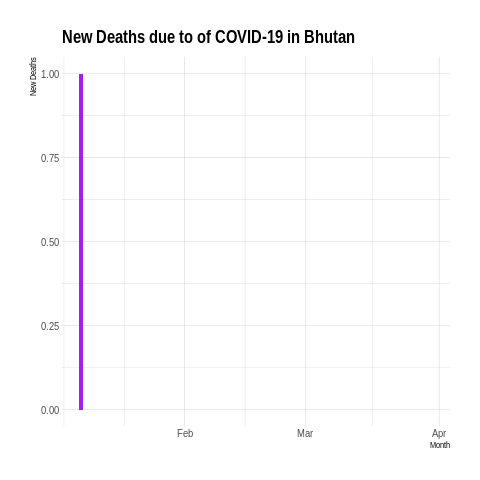 New Deaths due to of COVID-19 in Bhutan
New Deaths
1.00
0.75
0.50
0.25
0.00
Feb
Mar
Apr
Month